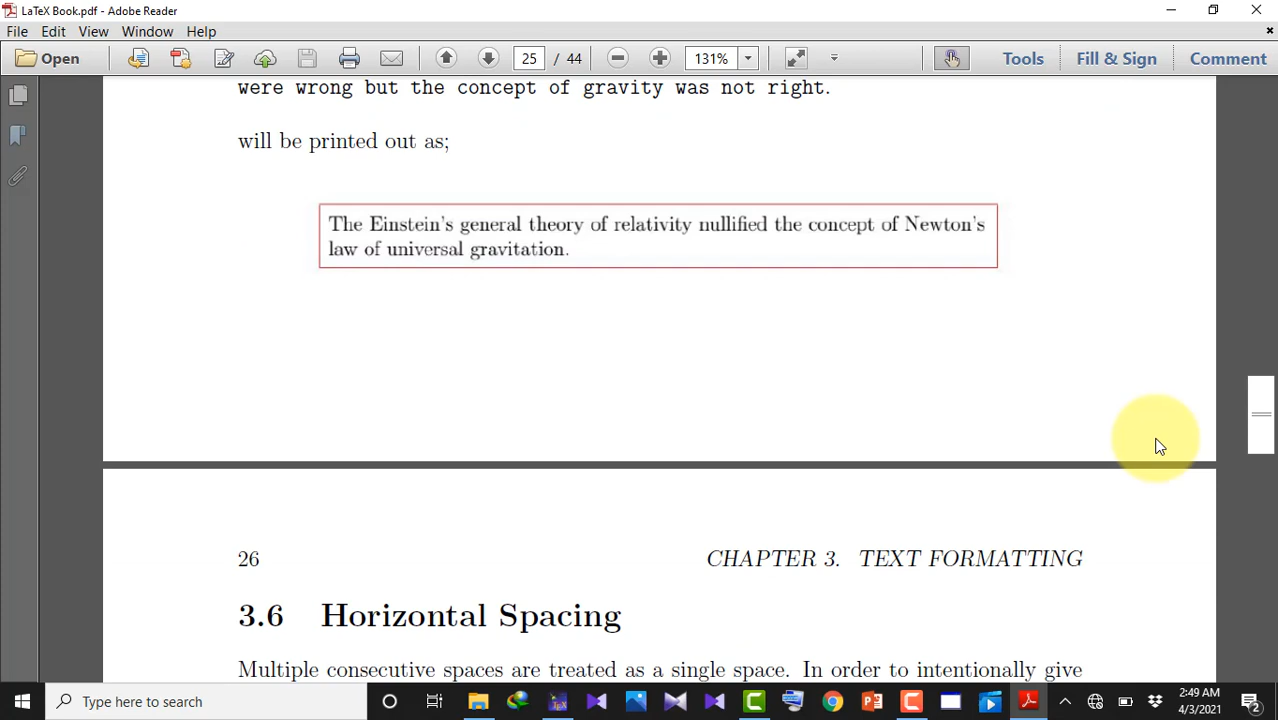 LaTeX Book.pdf - Adobe Reader
File Edit View Window Help
Open 25 / 44 131% Tools Fill & Sign Comment
were wrong but the concept of gravity was not right.
will be printed out as;
The Einstein's general theory of relativity nullified the concept of Newton's
law of universal gravitation.
26 CHAPTER 3. TEXT FORMATTING
3.6 Horizontal Spacing
Multiple consecutive spaces are treated as a single space. In order to intentionally give
Type here to search
2:49 AM
4/3/2021
2